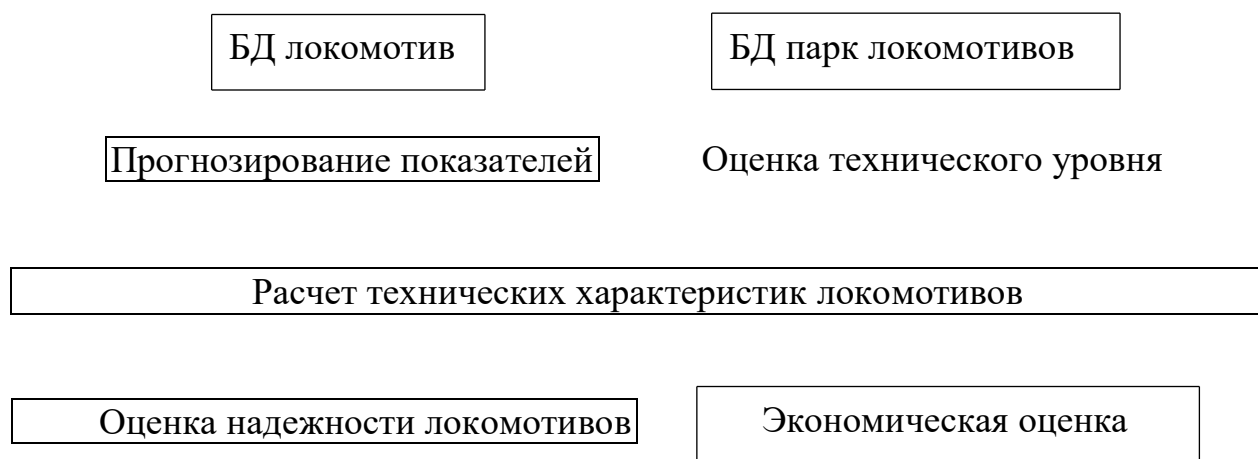 БД локомотив
БД парк локомотивов
Прогнозирование показателей
Оценка технического уровня
Расчет технических характеристик локомотивов
Оценка надежности локомотивов
Экономическая оценка